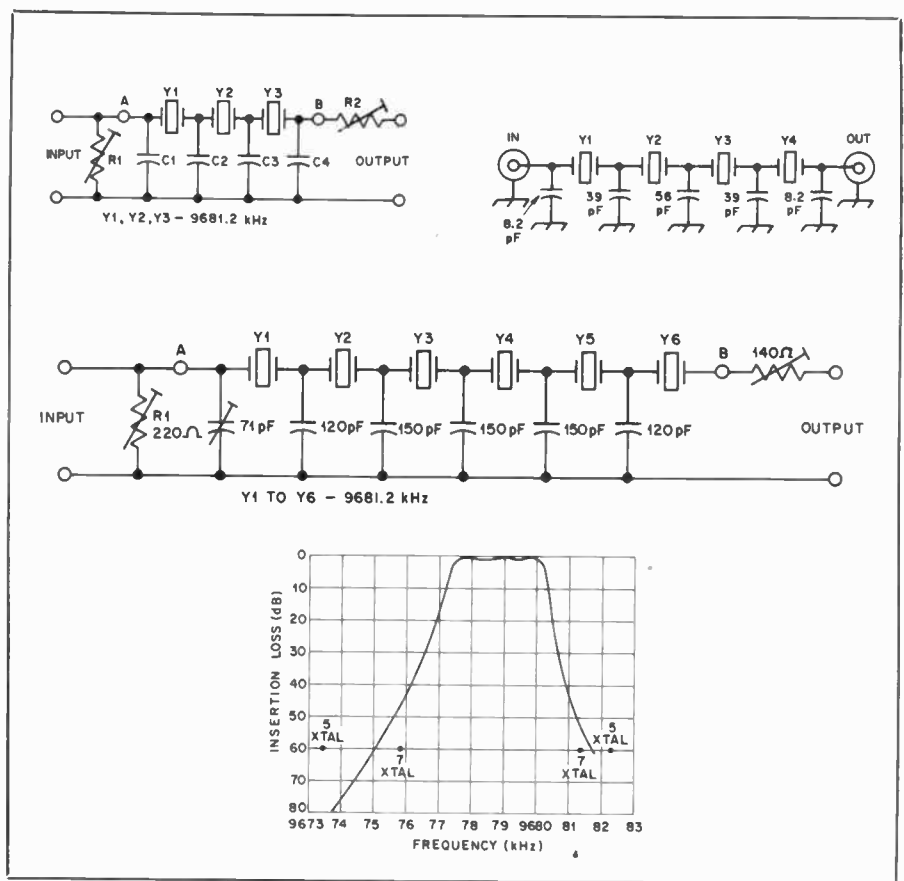 A Y1 Y2 Y3 B R2
INPUT R1 C1 C2 C3 C4 OUTPUT
Y1, Y2, Y3 – 9681.2 kHz
IN Y1 Y2 Y3 Y4 OUT
8.2 pF 39 pF 56 pF 39 pF 8.2 pF
A Y1 Y2 Y3 Y4 Y5 Y6 B 140Ω
INPUT R1 220Ω 71pF 120pF 150pF 150pF 150pF 120pF OUTPUT
Y1 TO Y6 – 9681.2 kHz
INSERTION LOSS (dB)
0
10
20
30
40
50
60
70
80
5 XTAL
7 XTAL
7 XTAL
5 XTAL
9673 74 75 76 77 78 79 9680 81 82 83
FREQUENCY (kHz)